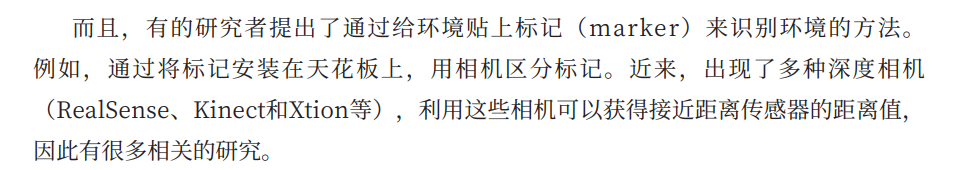 而且，有的研究者提出了通过给环境贴上标记（marker）来识别环境的方法。
例如，通过将标记安装在天花板上，用相机区分标记。近来，出现了多种深度相机
（RealSense、Kinect和Xtion等），利用这些相机可以获得接近距离传感器的距离值，
因此有很多相关的研究。